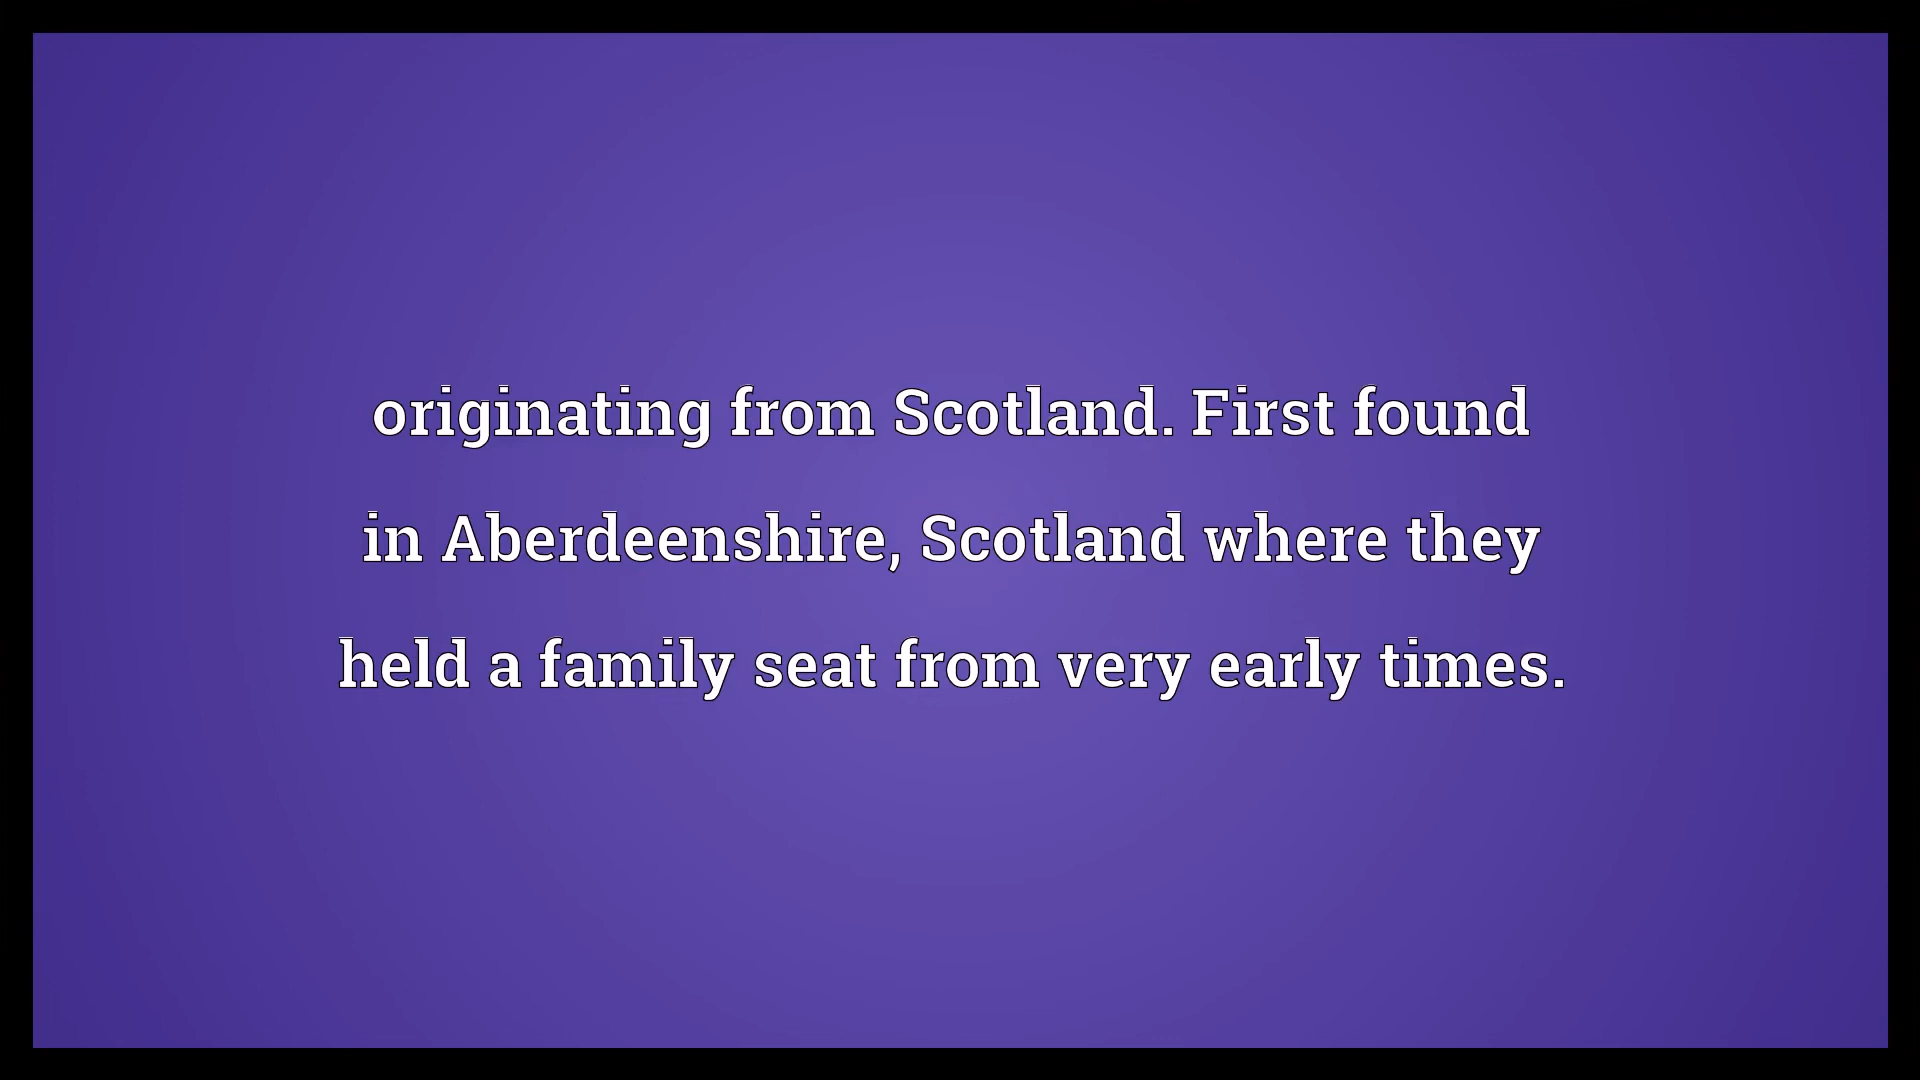 originating from Scotland. First found
in Aberdeenshire, Scotland where they
held a family seat from very early times.